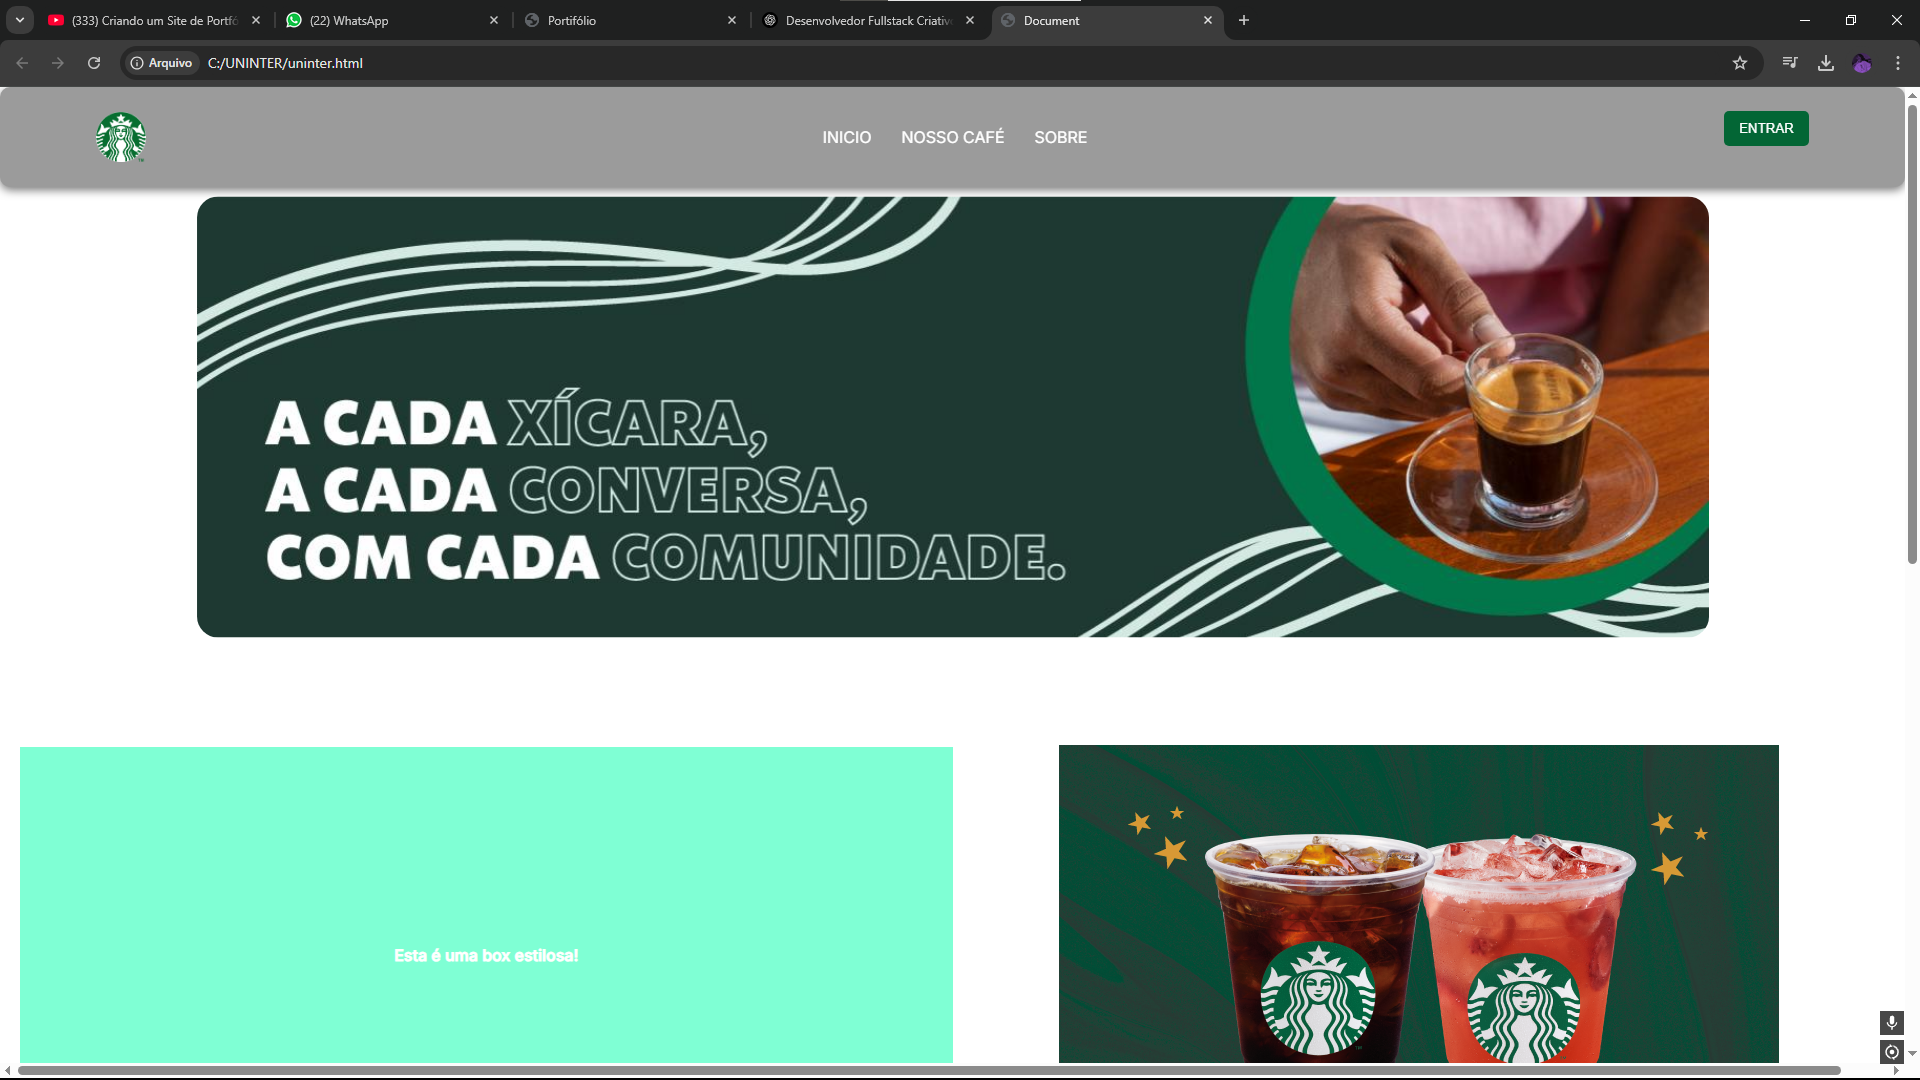 (333) Criando um Site de Portfó
(22) WhatsApp
Portifólio
Desenvolvedor Fullstack Criativ
Document
Arquivo
C:/UNINTER/uninter.html
INICIO
NOSSO CAFÉ
SOBRE
ENTRAR
A CADA XÍCARA,
A CADA CONVERSA,
COM CADA COMUNIDADE.
Esta é uma box estilosa!